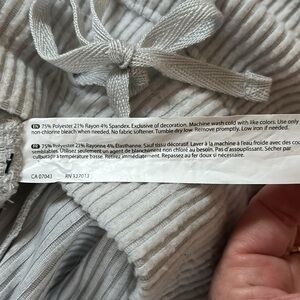 EN 75% Polyester 21% Rayon 4% Spandex. Exclusive of decoration. Machine wash cold with like colors. Use only
non-chlorine bleach when needed. No fabric softener. Tumble dry low. Remove promptly. Low iron if needed.
FR 75% Polyester 21% Rayonne 4% Élasthanne. Sauf tissu décoratif. Laver à la machine à l'eau froide avec des cou
semblables. Utilisez seulement un agent de blanchiment non chloré au besoin. Pas d'assouplissant. Sécher par
culbutage à température basse. Retirez immédiatement. Repassez au fer doux si nécessaire.
CA 07043 RN